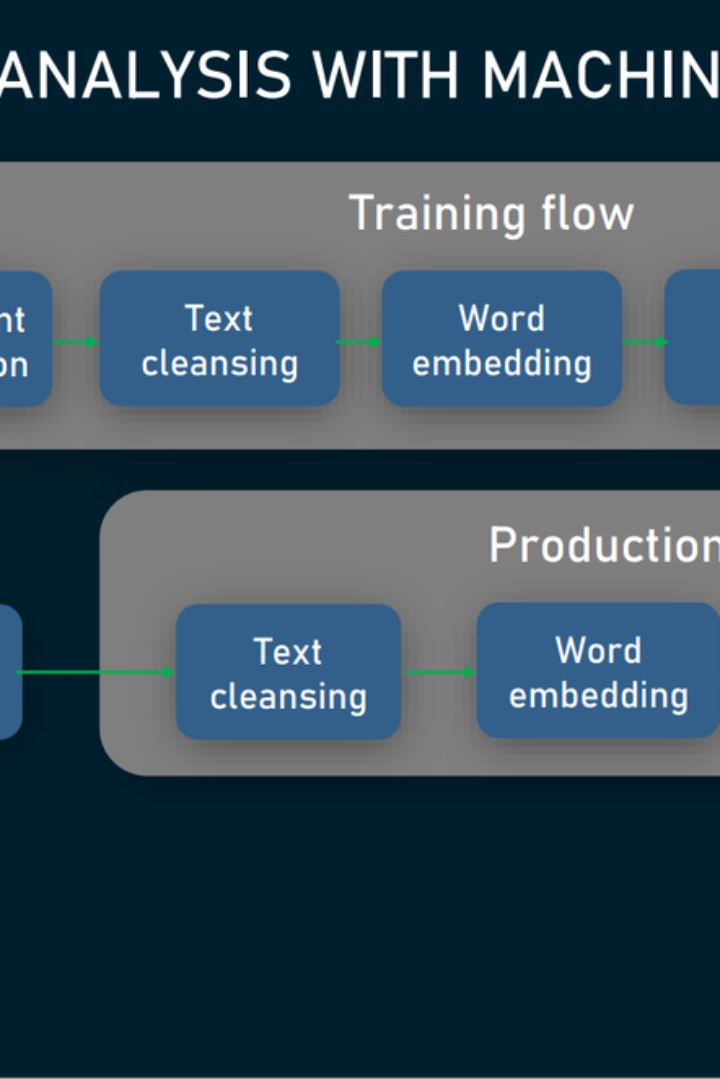 ANALYSIS WITH MACHIN
Training flow
nt
on
Text
cleansing
Word
embedding
Production
Text
cleansing
Word
embedding